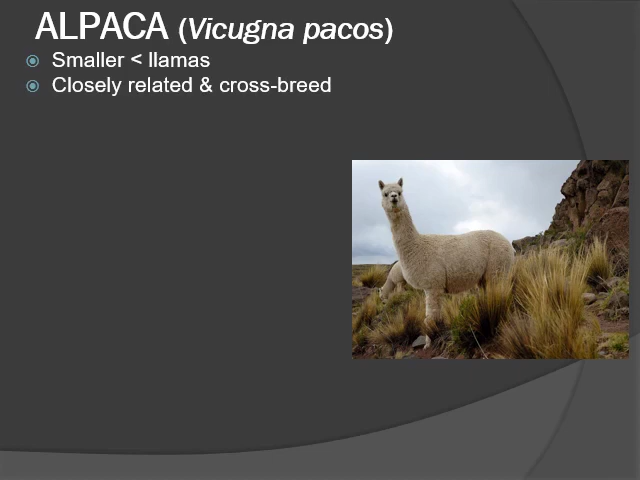 ALPACA (Vicugna pacos)
Smaller < llamas
Closely related & cross-breed